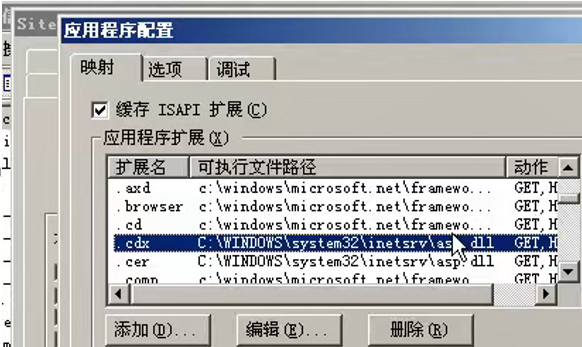 Site
应用程序配置
映射 选项 调试
缓存 ISAPI 扩展(C)
应用程序扩展(X)
扩展名 可执行文件路径 动作
.axd c:\windows\microsoft.net\framewo... GET,H
.browser c:\windows\microsoft.net\framewo... GET,H
.cd c:\windows\microsoft.net\framewo... GET,H
.cdx C:\WINDOWS\system32\inetsrv\asp.dll GET,H
.cer C:\WINDOWS\system32\inetsrv\asp.dll GET,H
.comp c:\windows\microsoft.net\framewo... GET,H
添加(D)... 编辑(E)... 删除(R)